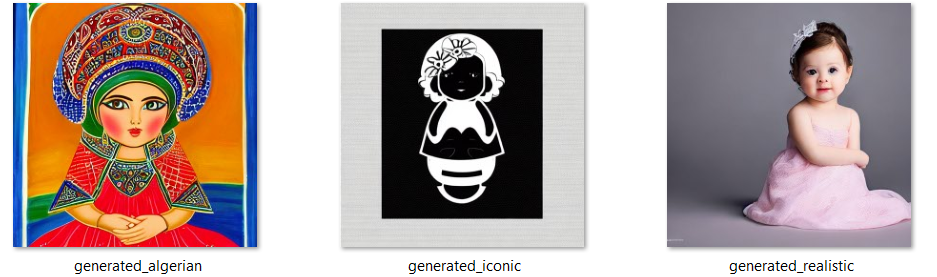 generated_algerian
generated_iconic
generated_realistic